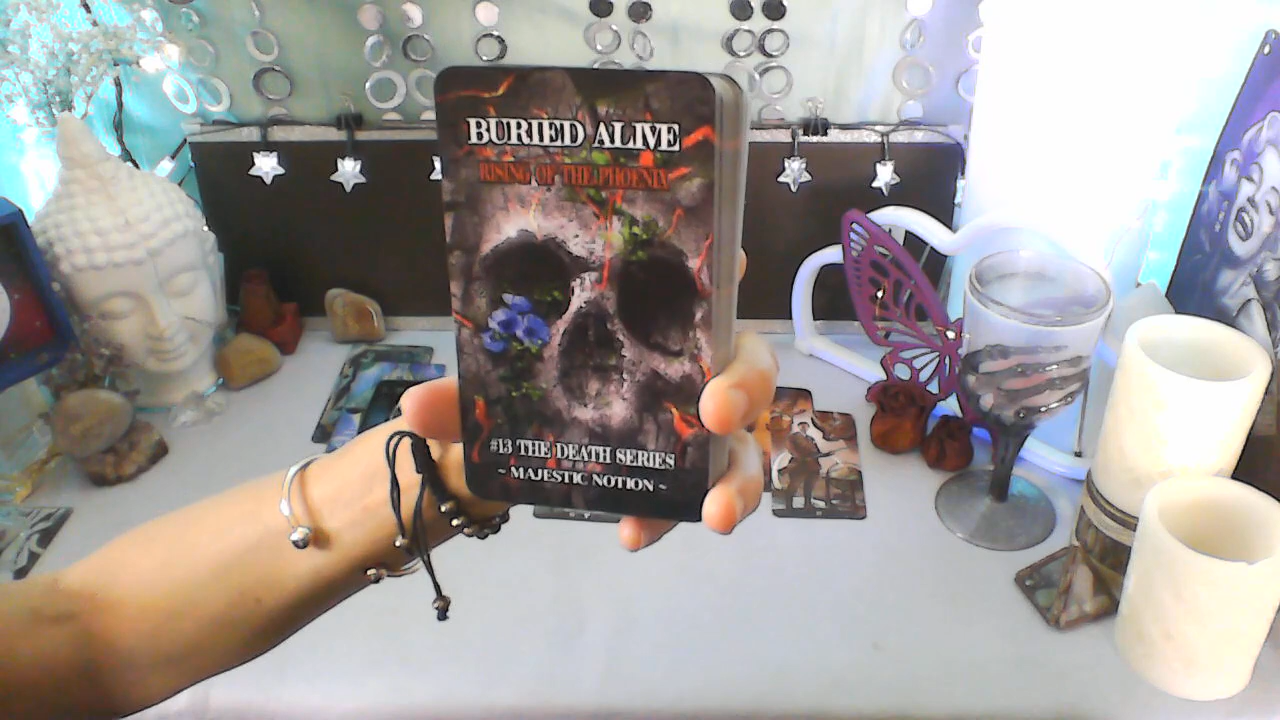 BURIED ALIVE
RISING OF THE PHOENIX
#13 THE DEATH SERIES
~ MAJESTIC NOTION ~